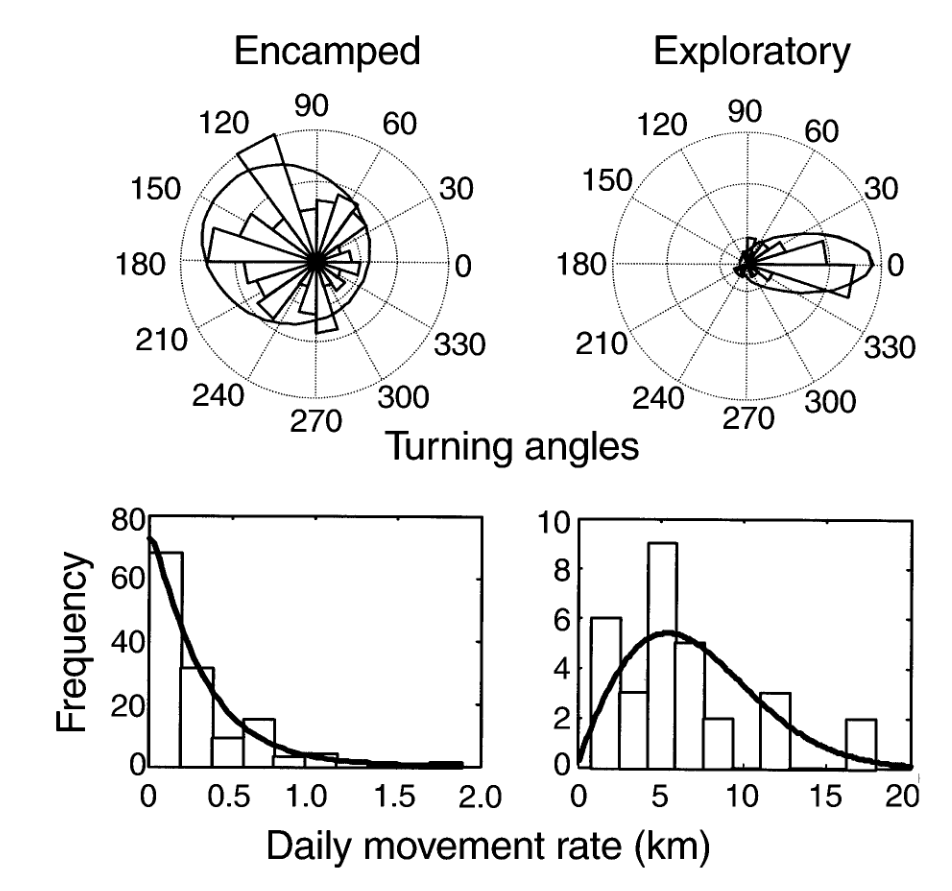 Encamped Exploratory
90 90
120 60 120 60
150 30 150 30
180 0 180 0
210 330 210 330
240 300 240 300
270 270
Turning angles
80 10
60 8
40 6
20 4
0 2
0
Frequency
0 0.5 1.0 1.5 2.0 0 5 10 15 20
Daily movement rate (km)